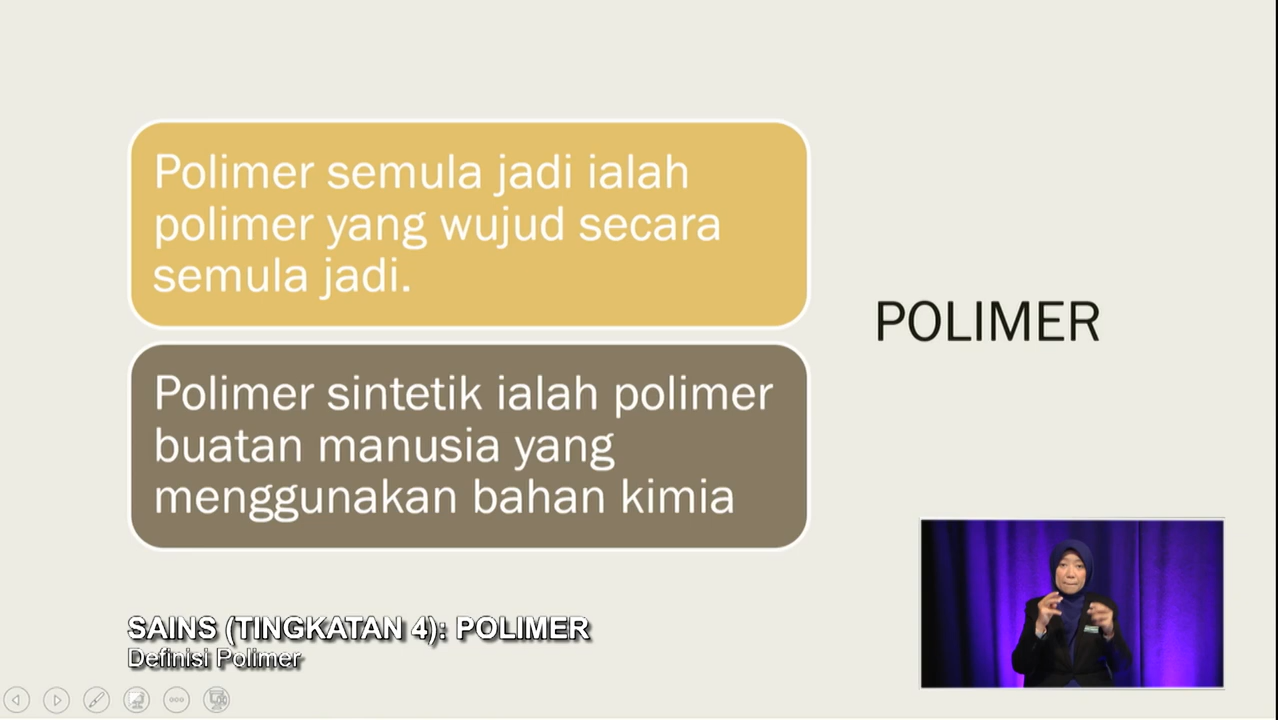 Polimer semula jadi ialah
polimer yang wujud secara
semula jadi.
POLIMER
Polimer sintetik ialah polimer
buatan manusia yang
menggunakan bahan kimia
SAINS (TINGKATAN 4): POLIMER
Definisi Polimer